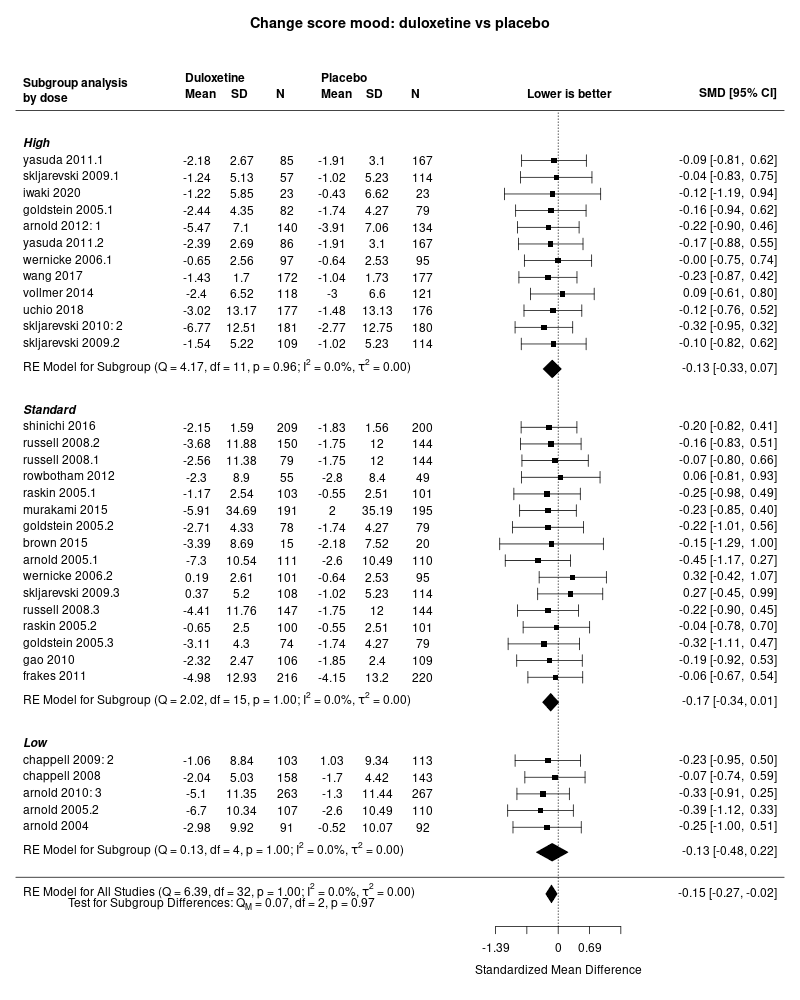 Change score mood: duloxetine vs placebo
Subgroup analysis by dose Duloxetine Placebo
Mean SD N Mean SD N Lower is better SMD [95% CI]
High
yasuda 2011.1 -2.18 2.67 85 -1.91 3.1 167 -0.09 [-0.81, 0.62]
skljarevski 2009.1 -1.24 5.13 57 -1.02 5.23 114 -0.04 [-0.83, 0.75]
iwaki 2020 -1.22 5.85 23 -0.43 6.62 23 -0.12 [-1.19, 0.94]
goldstein 2005.1 -2.44 4.35 82 -1.74 4.27 79 -0.16 [-0.94, 0.62]
arnold 2012: 1 -5.47 7.1 140 -3.91 7.06 134 -0.22 [-0.90, 0.46]
yasuda 2011.2 -2.39 2.69 86 -1.91 3.1 167 -0.17 [-0.88, 0.55]
wernicke 2006.1 -0.65 2.56 97 -0.64 2.53 95 -0.00 [-0.75, 0.74]
wang 2017 -1.43 1.7 172 -1.04 1.73 177 -0.23 [-0.87, 0.42]
vollmer 2014 -2.4 6.52 118 -3 6.6 121 0.09 [-0.61, 0.80]
uchio 2018 -3.02 13.17 177 -1.48 13.13 176 -0.12 [-0.76, 0.52]
skljarevski 2010: 2 -6.77 12.51 181 -2.77 12.75 180 -0.32 [-0.95, 0.32]
skljarevski 2009.2 -1.54 5.22 109 -1.02 5.23 114 -0.10 [-0.82, 0.62]
RE Model for Subgroup (Q = 4.17, df = 11, p = 0.96; I² = 0.0%, τ² = 0.00) -0.13 [-0.33, 0.07]
Standard
shinichi 2016 -2.15 1.59 209 -1.83 1.56 200 -0.20 [-0.82, 0.41]
russell 2008.2 -3.68 11.88 150 -1.75 12 144 -0.16 [-0.83, 0.51]
russell 2008.1 -2.56 11.38 79 -1.75 12 144 -0.07 [-0.80, 0.66]
rowbotham 2012 -2.3 8.9 55 -2.8 8.4 49 0.06 [-0.81, 0.93]
raskin 2005.1 -1.17 2.54 103 -0.55 2.51 101 -0.25 [-0.98, 0.49]
murakami 2015 -5.91 34.69 191 2 35.19 195 -0.23 [-0.85, 0.40]
goldstein 2005.2 -2.71 4.33 78 -1.74 4.27 79 -0.22 [-1.01, 0.56]
brown 2015 -3.39 8.69 15 -2.18 7.52 20 -0.15 [-1.29, 1.00]
arnold 2005.1 -7.3 10.54 111 -2.6 10.49 110 -0.45 [-1.17, 0.27]
wernicke 2006.2 0.19 2.61 101 -0.64 2.53 95 0.32 [-0.42, 1.07]
skljarevski 2009.3 0.37 5.2 108 -1.02 5.23 114 0.27 [-0.45, 0.99]
russell 2008.3 -4.41 11.76 147 -1.75 12 144 -0.22 [-0.90, 0.45]
raskin 2005.2 -0.65 2.5 100 -0.55 2.51 101 -0.04 [-0.78, 0.70]
goldstein 2005.3 -3.11 4.3 74 -1.74 4.27 79 -0.32 [-1.11, 0.47]
gao 2010 -2.32 2.47 106 -1.85 2.4 109 -0.19 [-0.92, 0.53]
frakes 2011 -4.98 12.93 216 -4.15 13.2 220 -0.06 [-0.67, 0.54]
RE Model for Subgroup (Q = 2.02, df = 15, p = 1.00; I² = 0.0%, τ² = 0.00) -0.17 [-0.34, 0.01]
Low
chappell 2009: 2 -1.06 8.84 103 1.03 9.34 113 -0.23 [-0.95, 0.50]
chappell 2008 -2.04 5.03 158 -1.7 4.42 143 -0.07 [-0.74, 0.59]
arnold 2010: 3 -5.1 11.35 263 -1.3 11.44 267 -0.33 [-0.91, 0.25]
arnold 2005.2 -6.7 10.34 107 -2.6 10.49 110 -0.39 [-1.12, 0.33]
arnold 2004 -2.98 9.92 91 -0.52 10.07 92 -0.25 [-1.00, 0.51]
RE Model for Subgroup (Q = 0.13, df = 4, p = 1.00; I² = 0.0%, τ² = 0.00) -0.13 [-0.48, 0.22]
RE Model for All Studies (Q = 6.39, df = 32, p = 1.00; I² = 0.0%, τ² = 0.00) -0.15 [-0.27, -0.02]
Test for Subgroup Differences: Q_M = 0.07, df = 2, p = 0.97
-1.39 0 0.69
Standardized Mean Difference